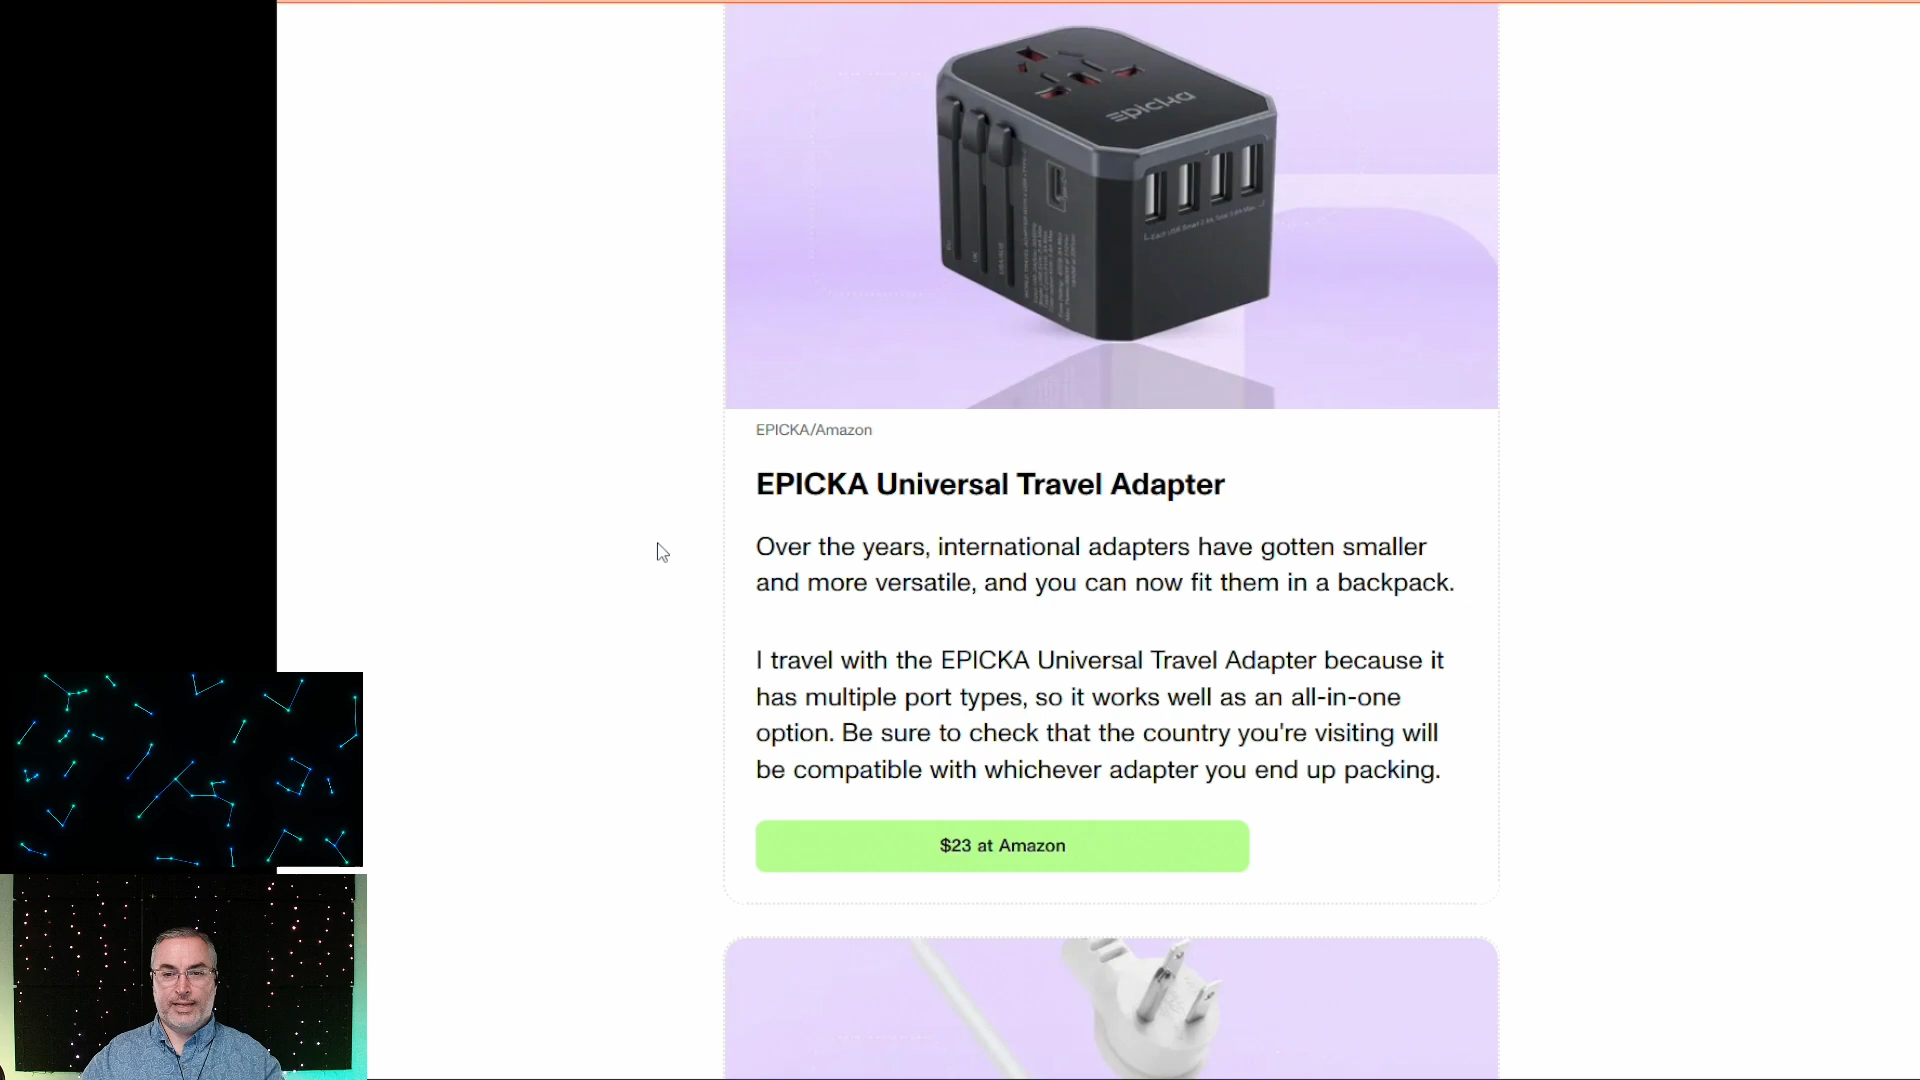 EPICKA
EPICKA/Amazon
EPICKA Universal Travel Adapter
Over the years, international adapters have gotten smaller
and more versatile, and you can now fit them in a backpack.
I travel with the EPICKA Universal Travel Adapter because it
has multiple port types, so it works well as an all-in-one
option. Be sure to check that the country you're visiting will
be compatible with whichever adapter you end up packing.
$23 at Amazon